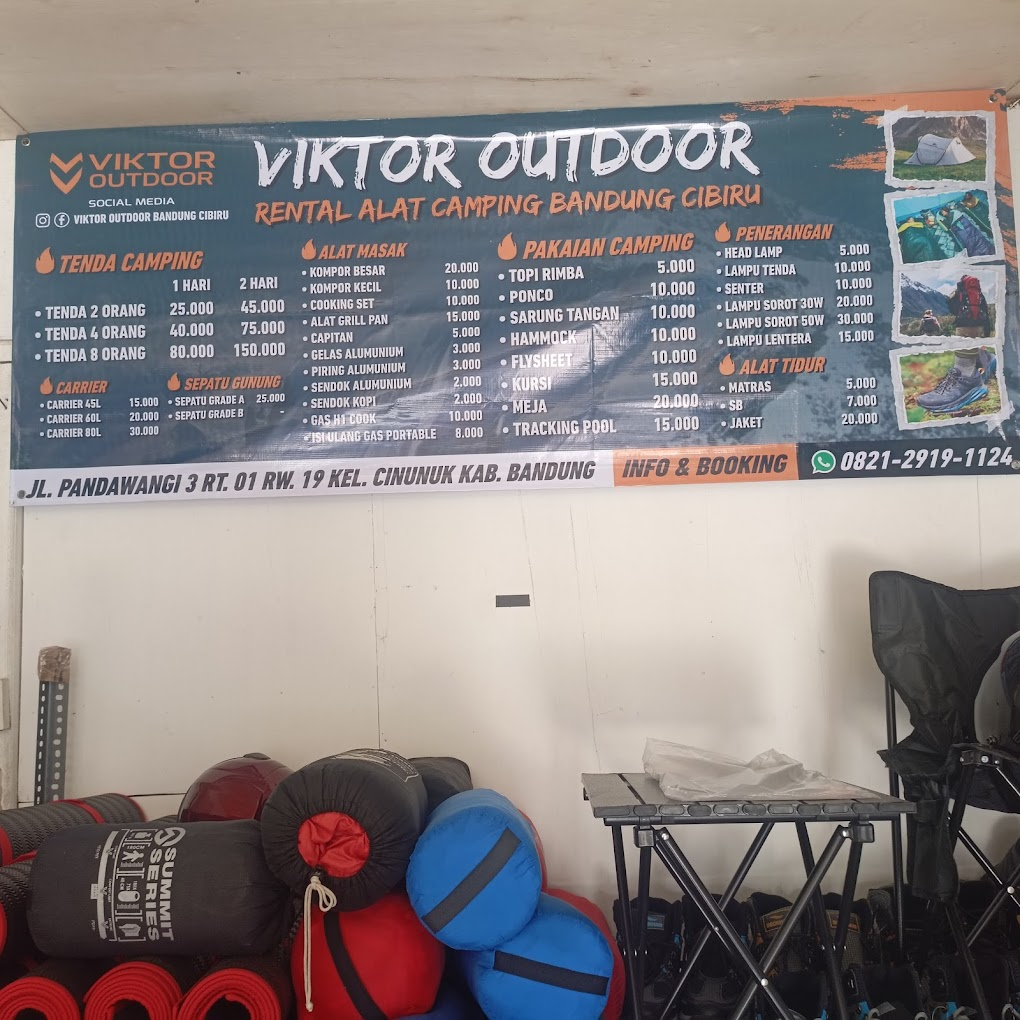 VIKTOR
OUTDOOR
SOCIAL MEDIA
VIKTOR OUTDOOR BANDUNG CIBIRU
VIKTOR OUTDOOR
RENTAL ALAT CAMPING BANDUNG CIBIRU
TENDA CAMPING
1 HARI 2 HARI
• TENDA 2 ORANG 25.000 45.000
• TENDA 4 ORANG 40.000 75.000
• TENDA 8 ORANG 80.000 150.000
CARRIER
• CARRIER 45L 15.000
• CARRIER 60L 20.000
• CARRIER 80L 30.000
SEPATU GUNUNG
• SEPATU GRADE A 25.000
• SEPATU GRADE B -
ALAT MASAK
• KOMPOR BESAR 20.000
• KOMPOR KECIL 10.000
• COOKING SET 10.000
• ALAT GRILL PAN 15.000
• CAPITAN 5.000
• GELAS ALUMUNIUM 3.000
• PIRING ALUMUNIUM 3.000
• SENDOK ALUMUNIUM 2.000
• SENDOK KOPI 2.000
• GAS H1 COOK 10.000
• ISI ULANG GAS PORTABLE 8.000
PAKAIAN CAMPING
• TOPI RIMBA 5.000
• PONCO 10.000
• SARUNG TANGAN 10.000
• HAMMOCK 10.000
• FLYSHEET 10.000
• KURSI 15.000
• MEJA 20.000
• TRACKING POOL 15.000
PENERANGAN
• HEAD LAMP 5.000
• LAMPU TENDA 10.000
• SENTER 10.000
• LAMPU SOROT 30W 20.000
• LAMPU SOROT 50W 30.000
• LAMPU LENTERA 15.000
ALAT TIDUR
• MATRAS 5.000
• SB 7.000
• JAKET 20.000
JL. PANDAWANGI 3 RT. 01 RW. 19 KEL. CINUNUK KAB. BANDUNG
INFO & BOOKING
0821-2919-1124
SUMMIT
SERIES
180CM